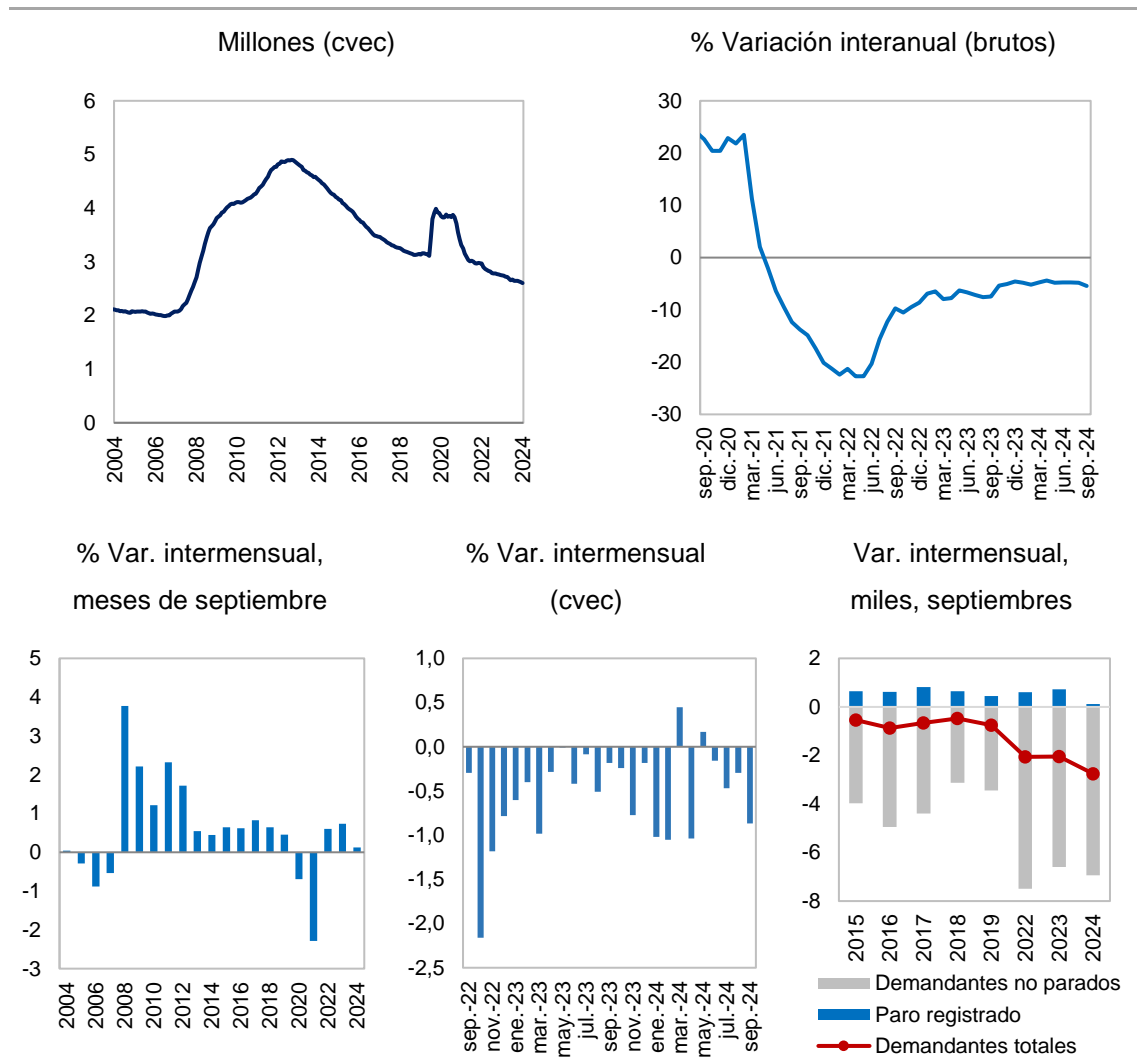 Millones (cvec)
6
5
4
3
2
1
0
2004
2006
2008
2010
2012
2014
2016
2018
2020
2022
2024
% Variación interanual (brutos)
30
20
10
0
-10
-20
-30
sep.-20
dic.-20
mar.-21
jun.-21
sep.-21
dic.-21
mar.-22
jun.-22
sep.-22
dic.-22
mar.-23
jun.-23
sep.-23
dic.-23
mar.-24
jun.-24
sep.-24
% Var. intermensual,
meses de septiembre
5
4
3
2
1
0
-1
-2
-3
2004
2006
2008
2010
2012
2014
2016
2018
2020
2022
2024
% Var. intermensual
(cvec)
1,0
0,5
0,0
-0,5
-1,0
-1,5
-2,0
-2,5
sep.-22
nov.-22
ene.-23
mar.-23
may.-23
jul.-23
sep.-23
nov.-23
ene.-24
mar.-24
may.-24
jul.-24
sep.-24
Var. intermensual,
miles, septiembres
2
0
-2
-4
-6
-8
2015
2016
2017
2018
2019
2022
2023
2024
Demandantes no parados
Paro registrado
Demandantes totales